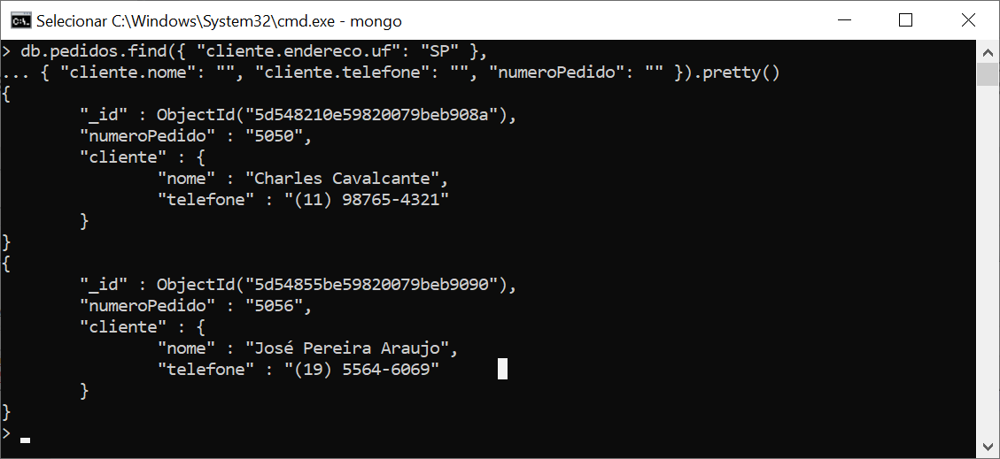 Selecionar C:\Windows\System32\cmd.exe - mongo
> db.pedidos.find({ "cliente.endereco.uf": "SP" },
... { "cliente.nome": "", "cliente.telefone": "", "numeroPedido": "" }).pretty()
{
        "_id" : ObjectId("5d548210e59820079beb908a"),
        "numeroPedido" : "5050",
        "cliente" : {
                "nome" : "Charles Cavalcante",
                "telefone" : "(11) 98765-4321"
        }
}
{
        "_id" : ObjectId("5d54855be59820079beb9090"),
        "numeroPedido" : "5056",
        "cliente" : {
                "nome" : "José Pereira Araujo",
                "telefone" : "(19) 5564-6069"
        }
}
>